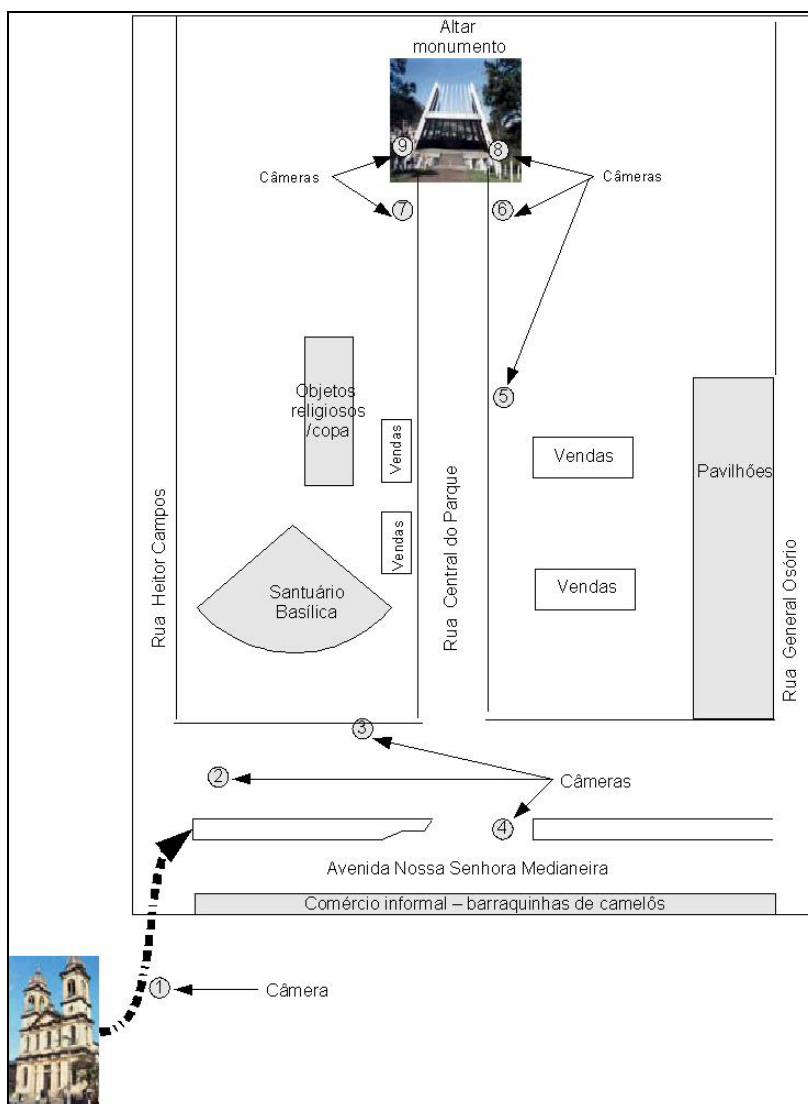 Altar
monumento
9
8
Câmeras
Câmeras
7
6
Objetos
religiosos
/copa
5
Vendas
Vendas
Pavilhões
Rua Heitor Campos
Rua Central do Parque
Vendas
Santuário
Basílica
Vendas
Rua General Osório
3
2
Câmeras
4
Avenida Nossa Senhora Medianeira
Comércio informal – barraquinhas de camelôs
1
Câmera